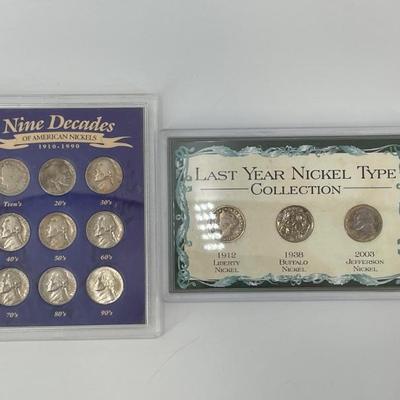 Nine Decades
OF AMERICAN NICKELS
1910-1990
Teen's 20's 30's
40's 50's 60's
70's 80's 90's
LAST YEAR NICKEL TYPE
COLLECTION
1912 1938 2003
LIBERTY BUFFALO JEFFERSON
NICKEL NICKEL NICKEL